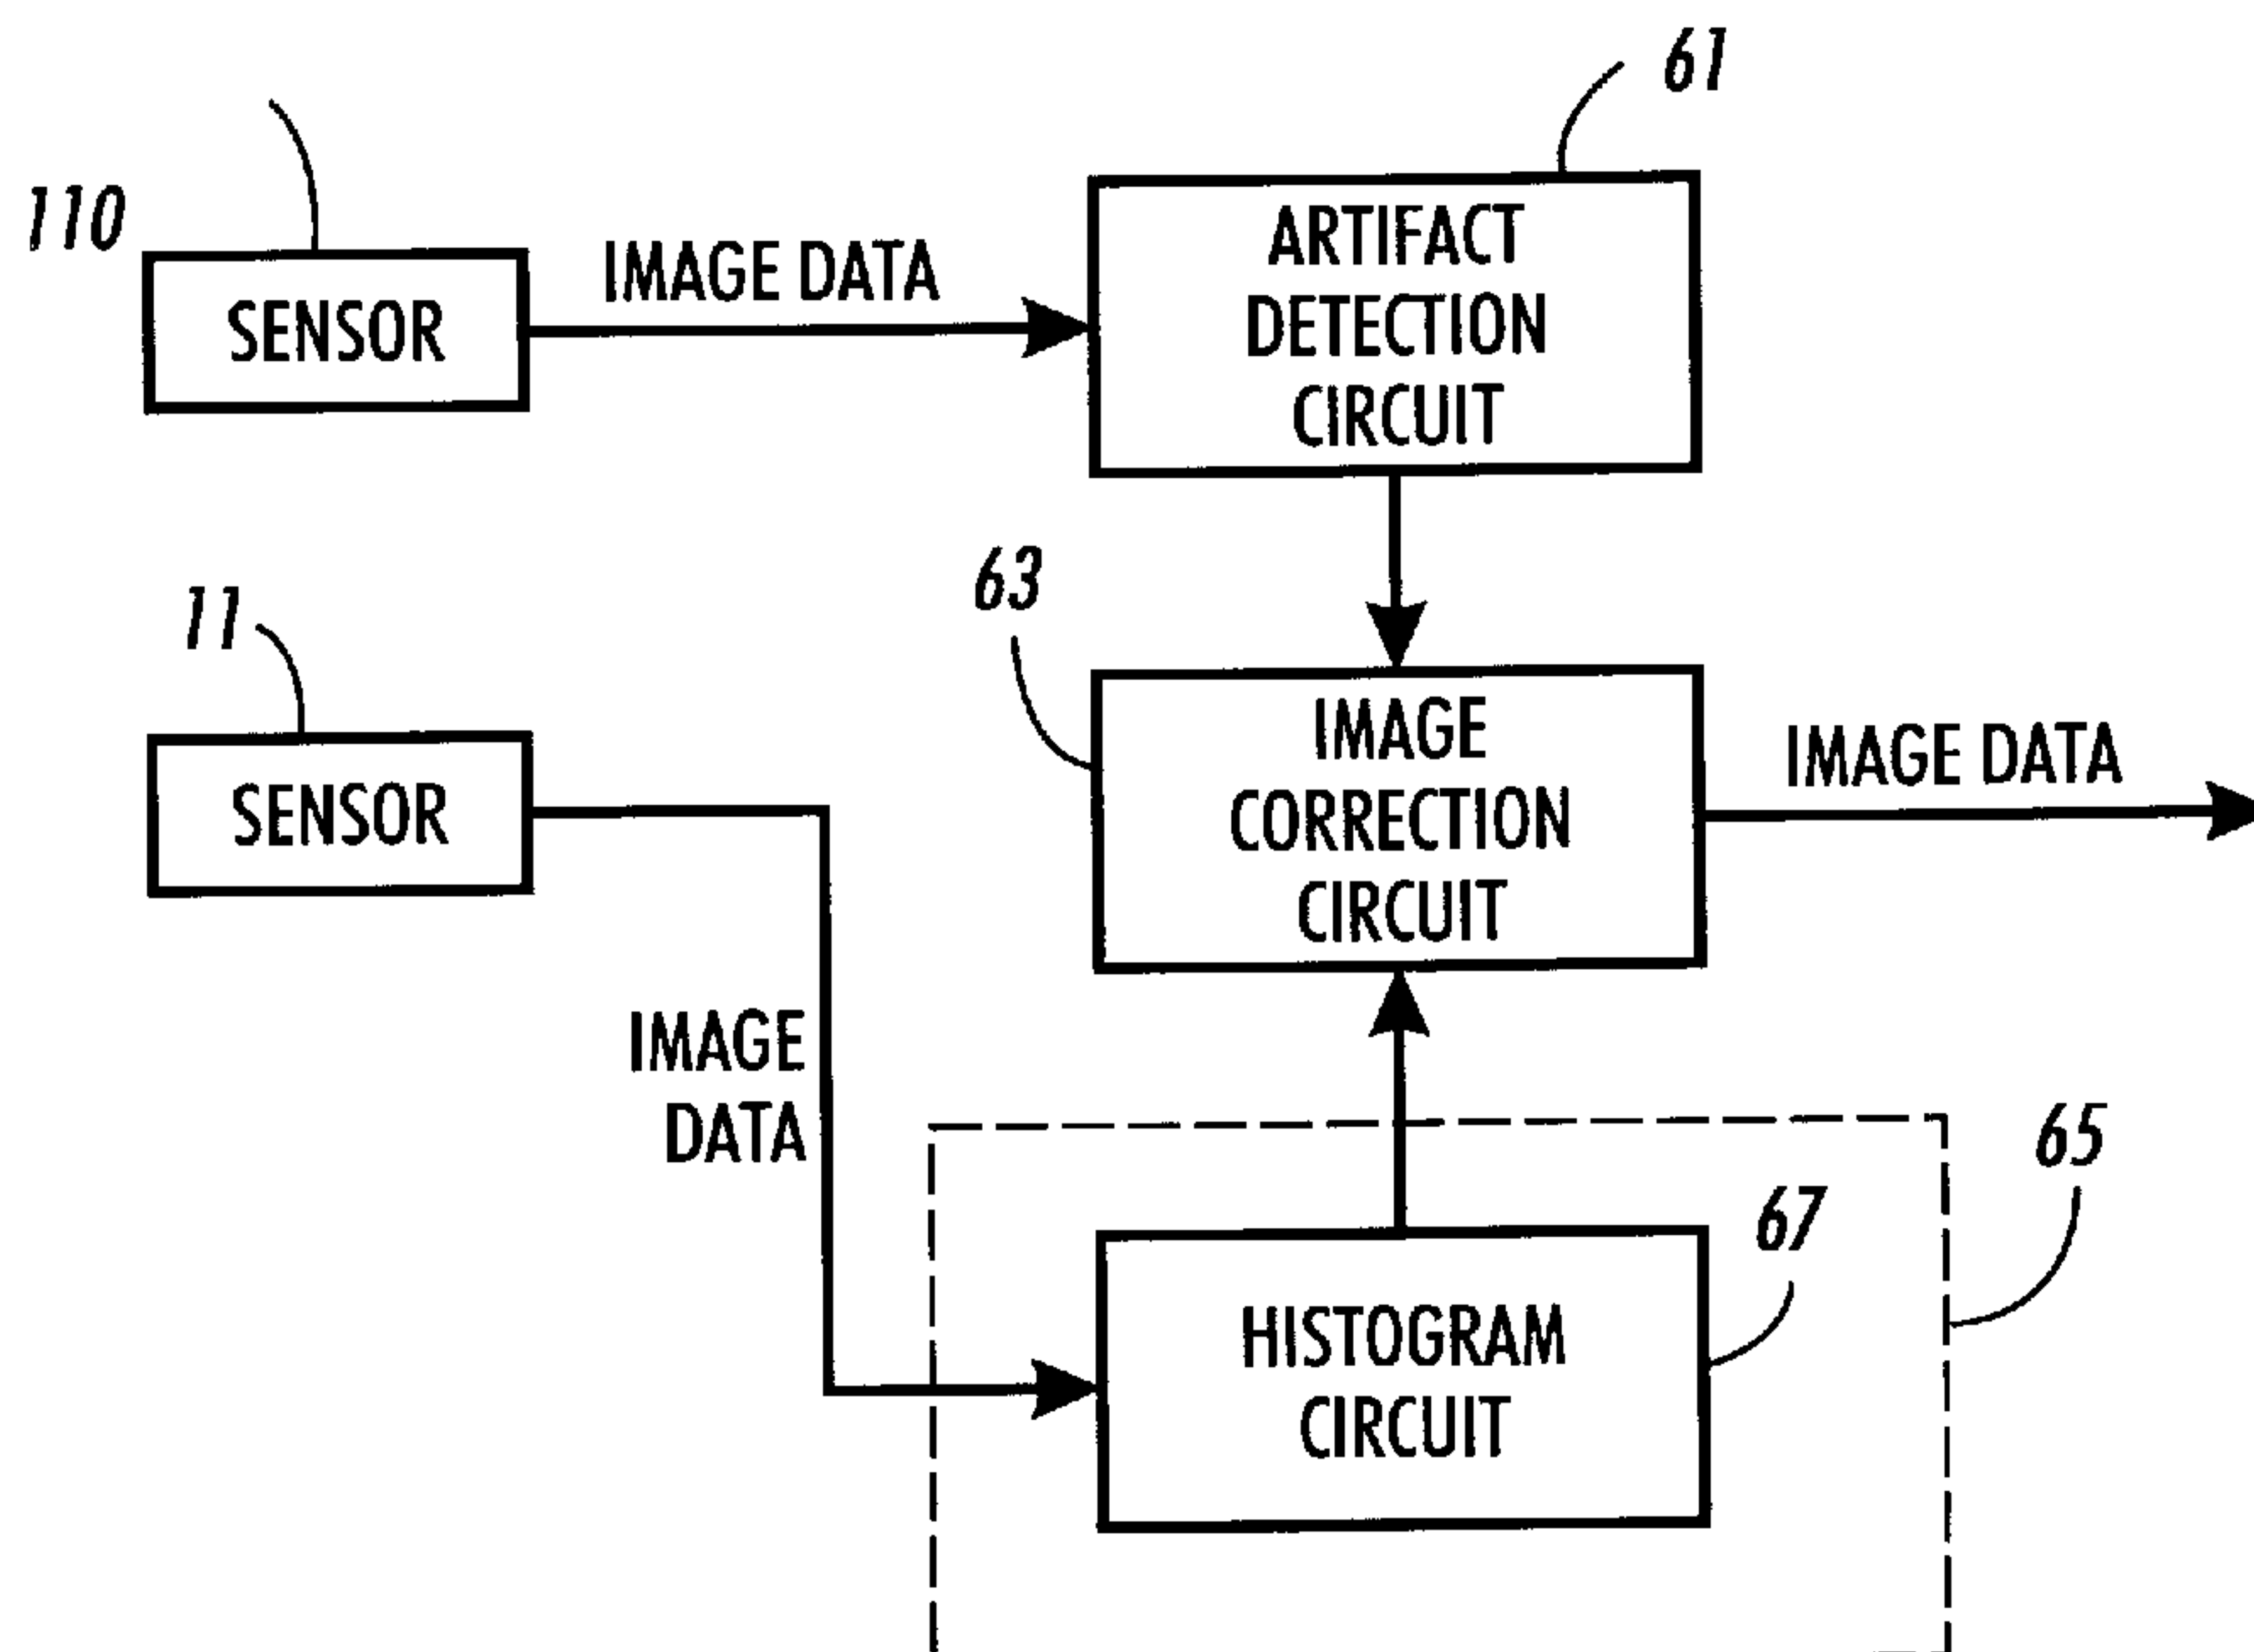 61
110
SENSOR
IMAGE DATA
ARTIFACT
DETECTION
CIRCUIT
11
SENSOR
63
IMAGE
CORRECTION
CIRCUIT
IMAGE DATA
IMAGE
DATA
65
67
HISTOGRAM
CIRCUIT